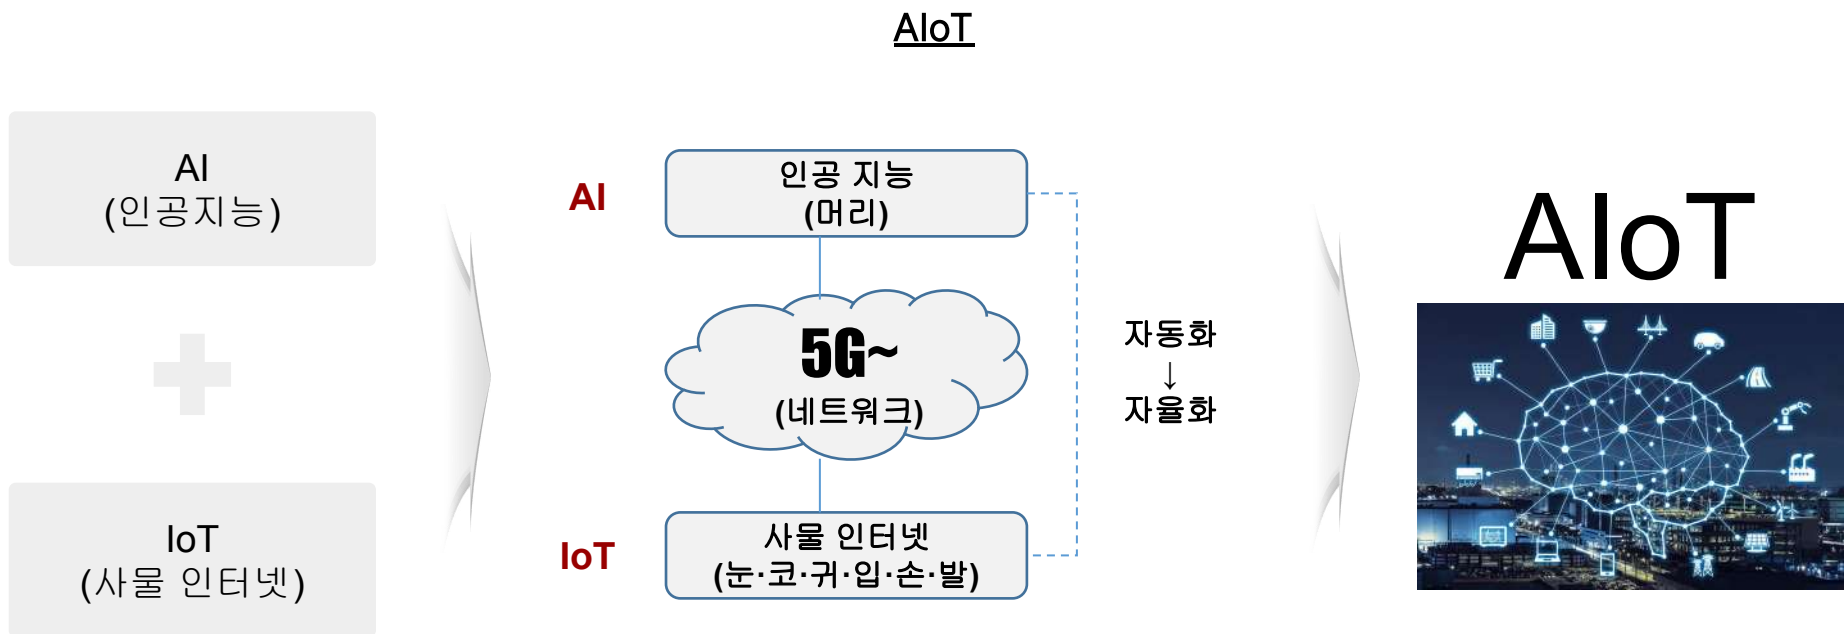 AIoT
AI
(인공지능)
IoT
(사물 인터넷)
AI
인공 지능
(머리)
5G~
(네트워크)
자동화
↓
자율화
IoT
사물 인터넷
(눈·코·귀·입·손·발)
AIoT